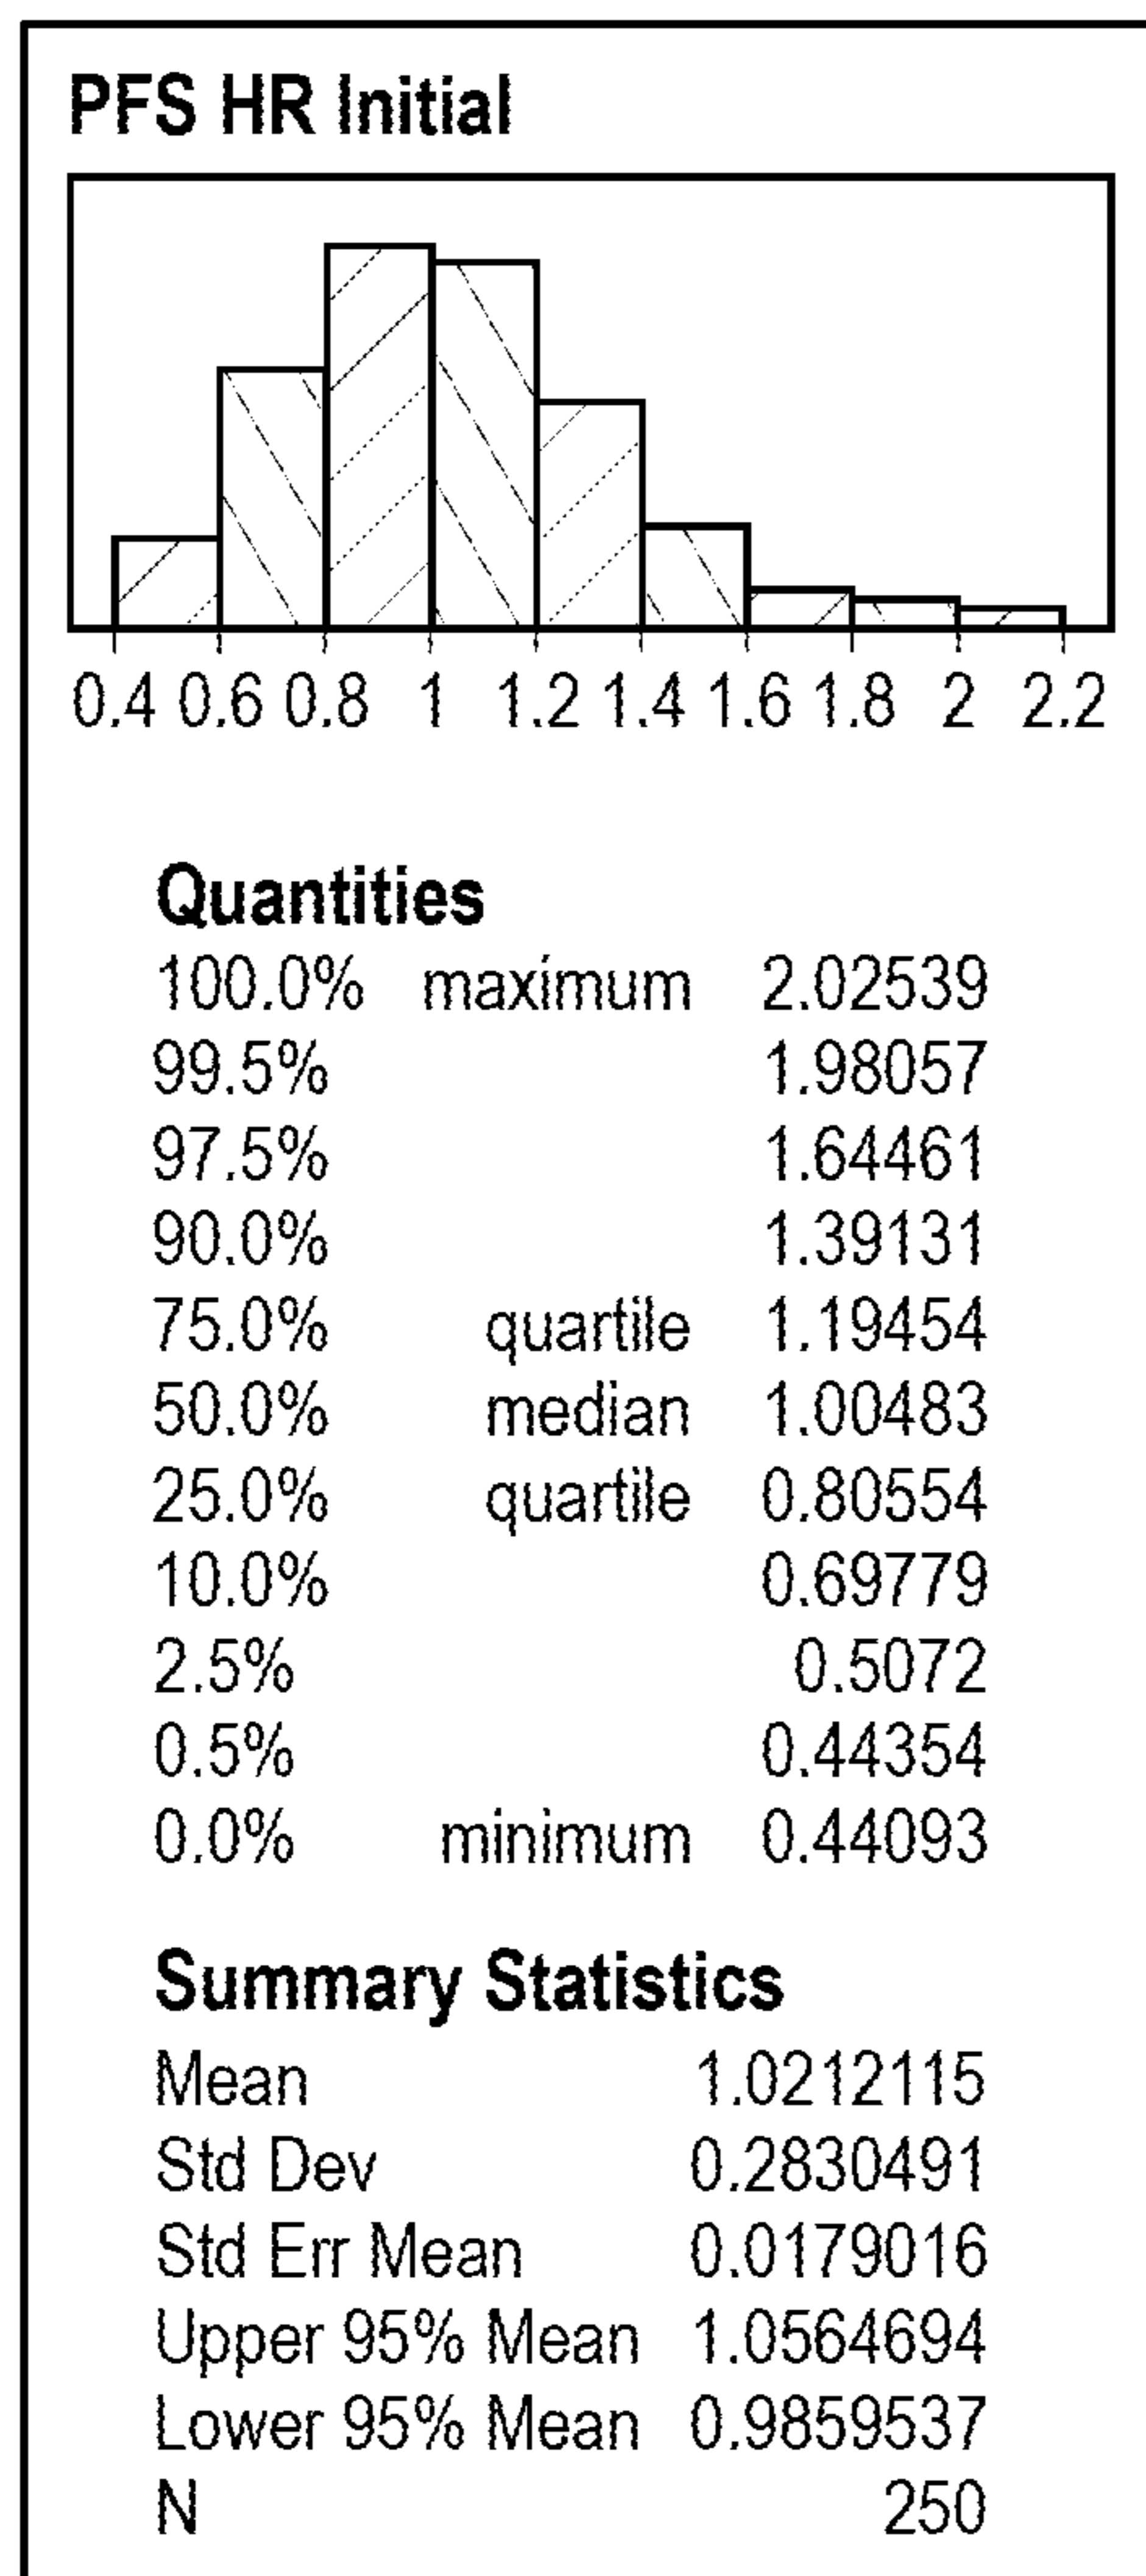 PFS HR Initial
0.4 0.6 0.8 1 1.2 1.4 1.6 1.8 2 2.2
Quantities
100.0% maximum 2.02539
99.5% 1.98057
97.5% 1.64461
90.0% 1.39131
75.0% quartile 1.19454
50.0% median 1.00483
25.0% quartile 0.80554
10.0% 0.69779
2.5% 0.5072
0.5% 0.44354
0.0% minimum 0.44093
Summary Statistics
Mean 1.0212115
Std Dev 0.2830491
Std Err Mean 0.0179016
Upper 95% Mean 1.0564694
Lower 95% Mean 0.9859537
N 250